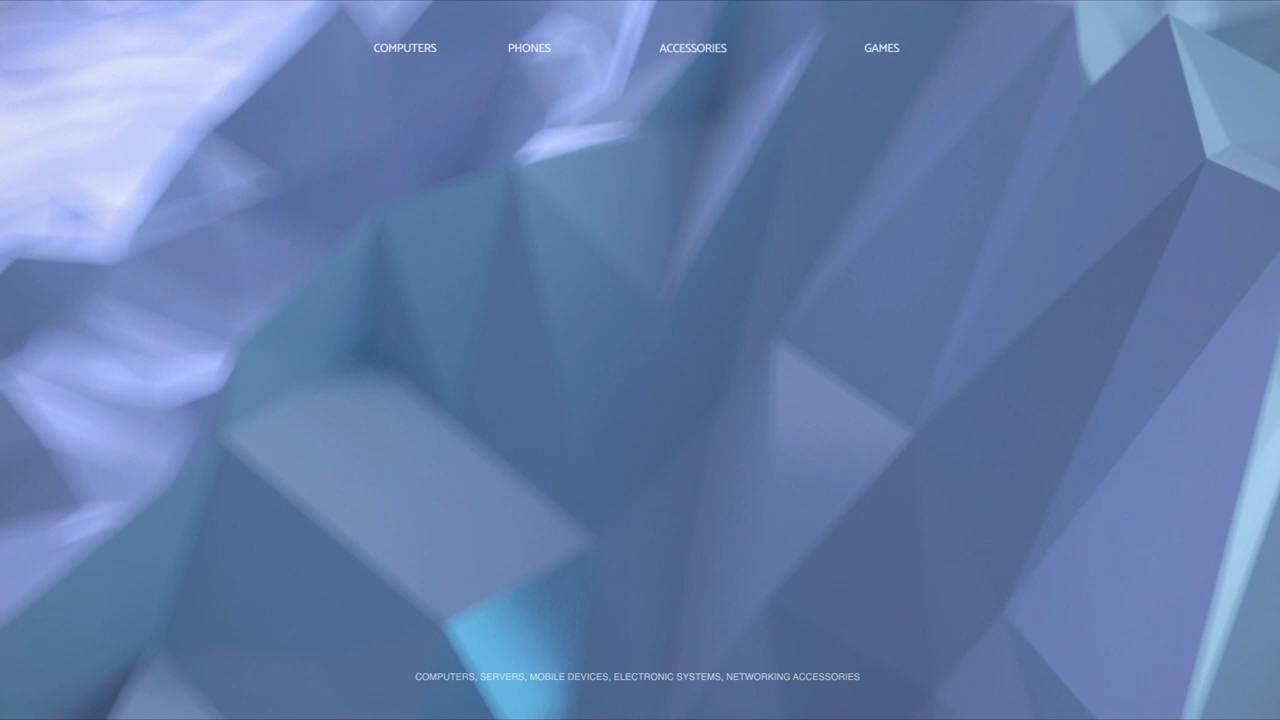 COMPUTERS PHONES ACCESSORIES GAMES
COMPUTERS, SERVERS, MOBILE DEVICES, ELECTRONIC SYSTEMS, NETWORKING ACCESSORIES